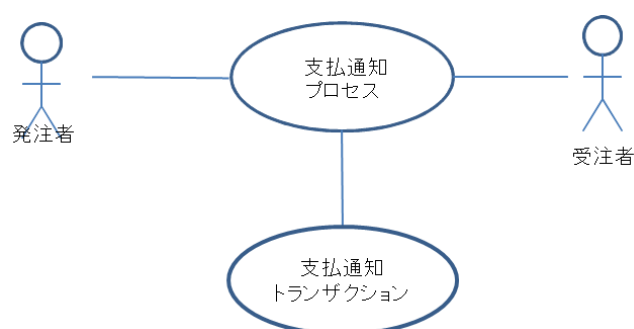 支払通知
プロセス
発注者
受注者
支払通知
トランザクション